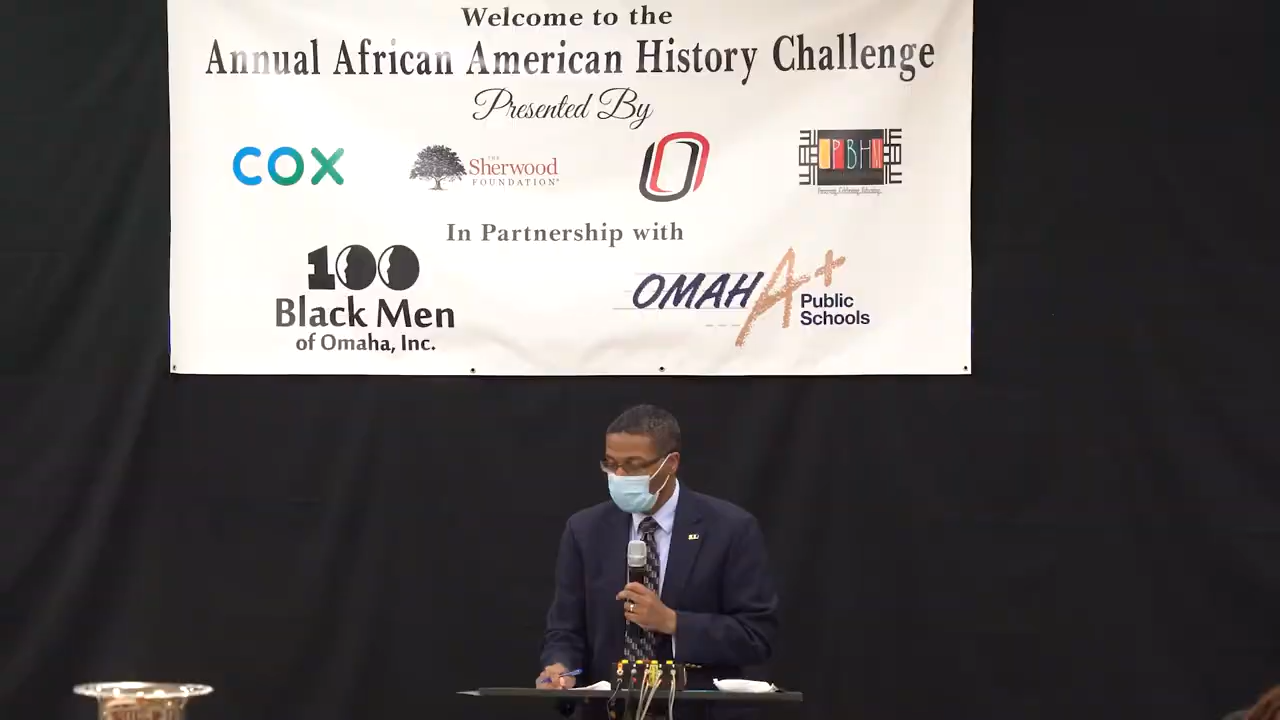 Welcome to the
Annual African American History Challenge
Presented By
COX
THE
Sherwood
FOUNDATION
O
In Partnership with
100
Black Men
of Omaha, Inc.
OMAHA+
Public
Schools